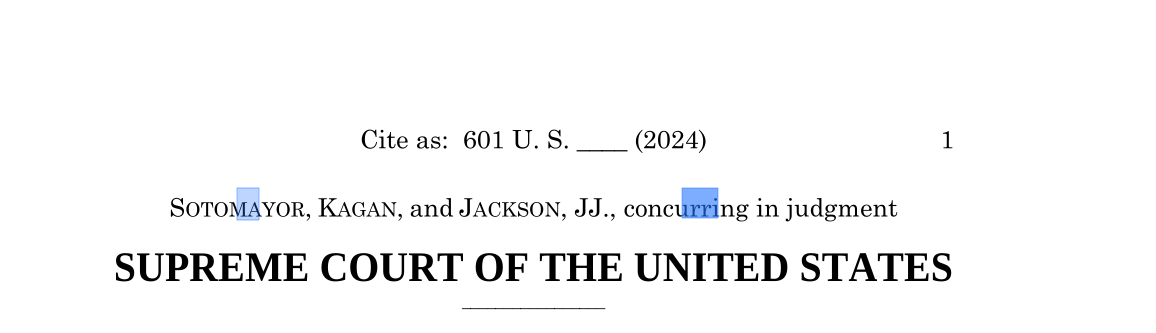 Cite as: 601 U. S. ____ (2024) 1
SOTOMAYOR, KAGAN, and JACKSON, JJ., concurring in judgment
SUPREME COURT OF THE UNITED STATES